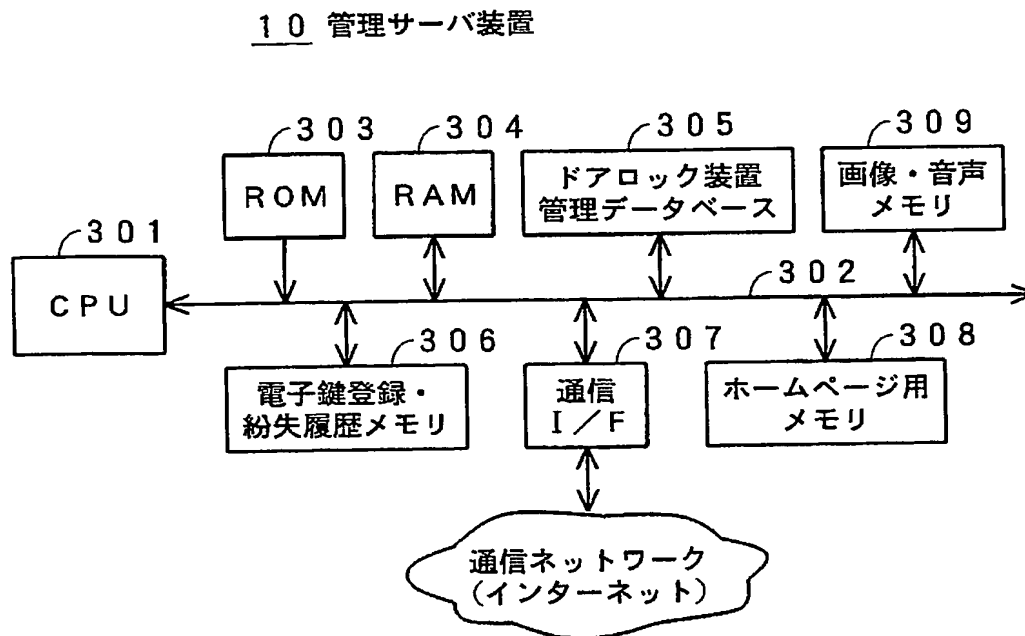 10 管理サーバ装置
303
ROM
304
RAM
305
ドアロック装置
管理データベース
309
画像・音声
メモリ
301
CPU
302
306
電子鍵登録・
紛失履歴メモリ
307
通信
I/F
308
ホームページ用
メモリ
通信ネットワーク
(インターネット)